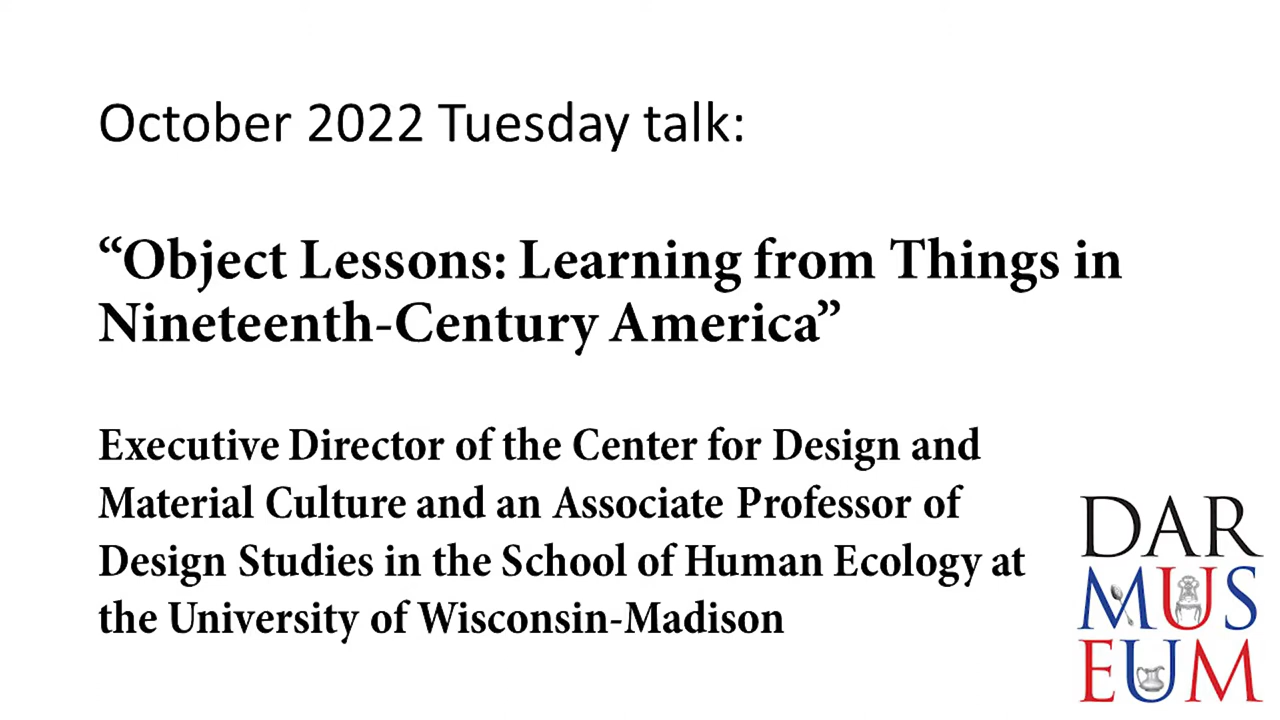 October 2022 Tuesday talk:
“Object Lessons: Learning from Things in
Nineteenth-Century America”
Executive Director of the Center for Design and
Material Culture and an Associate Professor of
Design Studies in the School of Human Ecology at
the University of Wisconsin-Madison
DAR
MUS
EUM